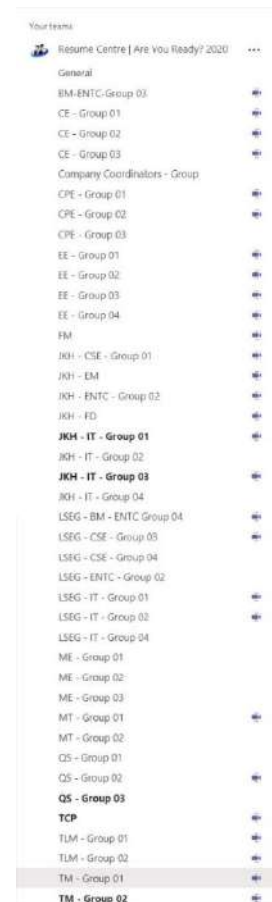 Your teams
Resume Centre | Are You Ready? 2020 ...
General
BM-ENTC-Group 03
CE - Group 01
CE - Group 02
CE - Group 03
Company Coordinators - Group
CPE - Group 01
CPE - Group 02
CPE - Group 03
EE - Group 01
EE - Group 02
EE - Group 03
EE - Group 04
FM
JKH - CSE - Group 01
JKH - EM
JKH - ENTC - Group 02
JKH - FD
JKH - IT - Group 01
JKH - IT - Group 02
JKH - IT - Group 03
JKH - IT - Group 04
LSEG - BM - ENTC Group 04
LSEG - CSE - Group 03
LSEG - CSE - Group 04
LSEG - ENTC - Group 02
LSEG - IT - Group 01
LSEG - IT - Group 02
LSEG - IT - Group 04
ME - Group 01
ME - Group 02
ME - Group 03
MT - Group 01
MT - Group 02
QS - Group 01
QS - Group 02
QS - Group 03
TCP
TLM - Group 01
TLM - Group 02
TM - Group 01
TM - Group 02